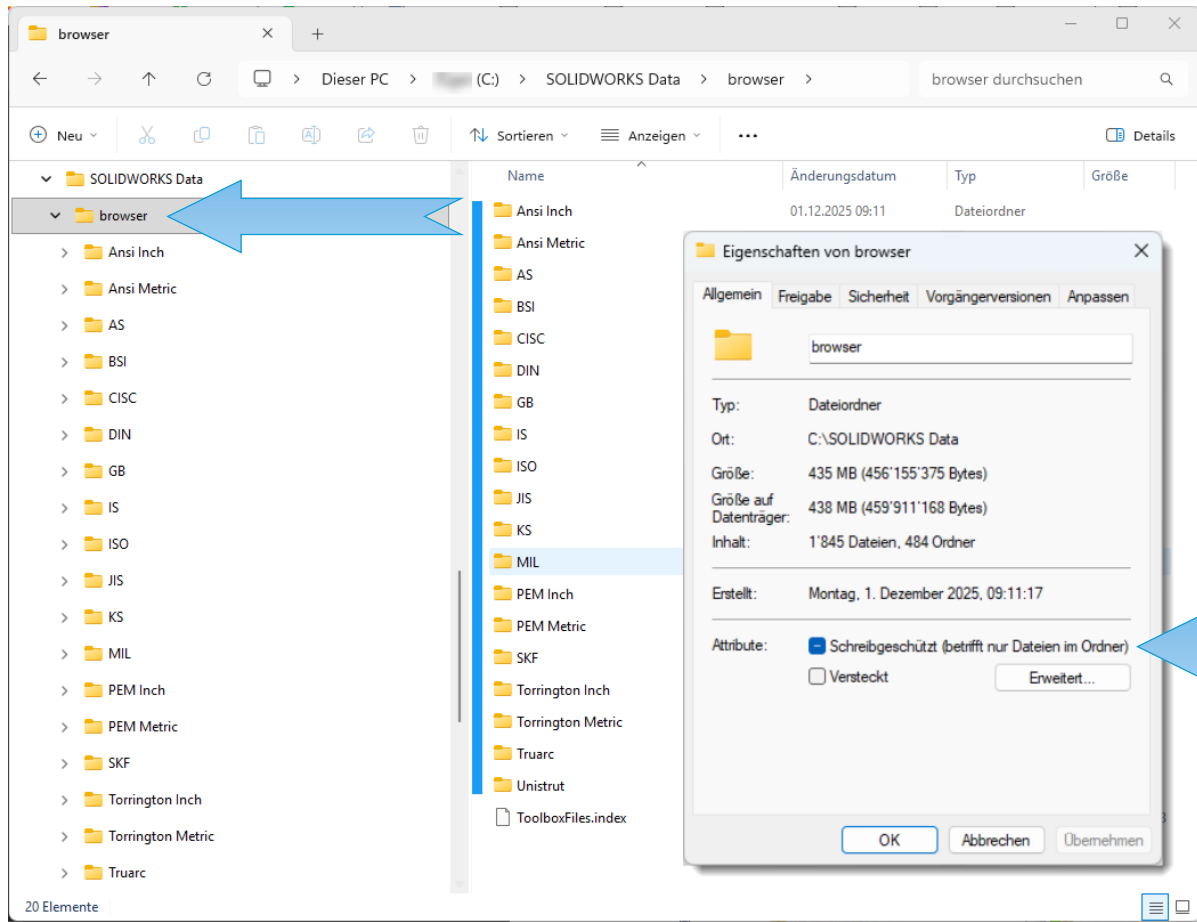 browser
Dieser PC > (C:) > SOLIDWORKS Data > browser >
browser durchsuchen
Neu
Sortieren
Anzeigen
Details
SOLIDWORKS Data
browser
Ansi Inch
Ansi Metric
AS
BSI
CISC
DIN
GB
IS
ISO
JIS
KS
MIL
PEM Inch
PEM Metric
SKF
Torrington Inch
Torrington Metric
Truarc
Name Änderungsdatum Typ Größe
Ansi Inch 01.12.2025 09:11 Dateiordner
Ansi Metric
AS
BSI
CISC
DIN
GB
IS
ISO
JIS
KS
MIL
PEM Inch
PEM Metric
SKF
Torrington Inch
Torrington Metric
Truarc
Unistrut
ToolboxFiles.index
Eigenschaften von browser
Allgemein Freigabe Sicherheit Vorgängerversionen Anpassen
browser
Typ: Dateiordner
Ort: C:\SOLIDWORKS Data
Größe: 435 MB (456'155'375 Bytes)
Größe auf
Datenträger: 438 MB (459'911'168 Bytes)
Inhalt: 1'845 Dateien, 484 Ordner
Erstellt: Montag, 1. Dezember 2025, 09:11:17
Attribute: Schreibgeschützt (betrifft nur Dateien im Ordner)
Versteckt
Erweitert...
OK Abbrechen Übernehmen
20 Elemente